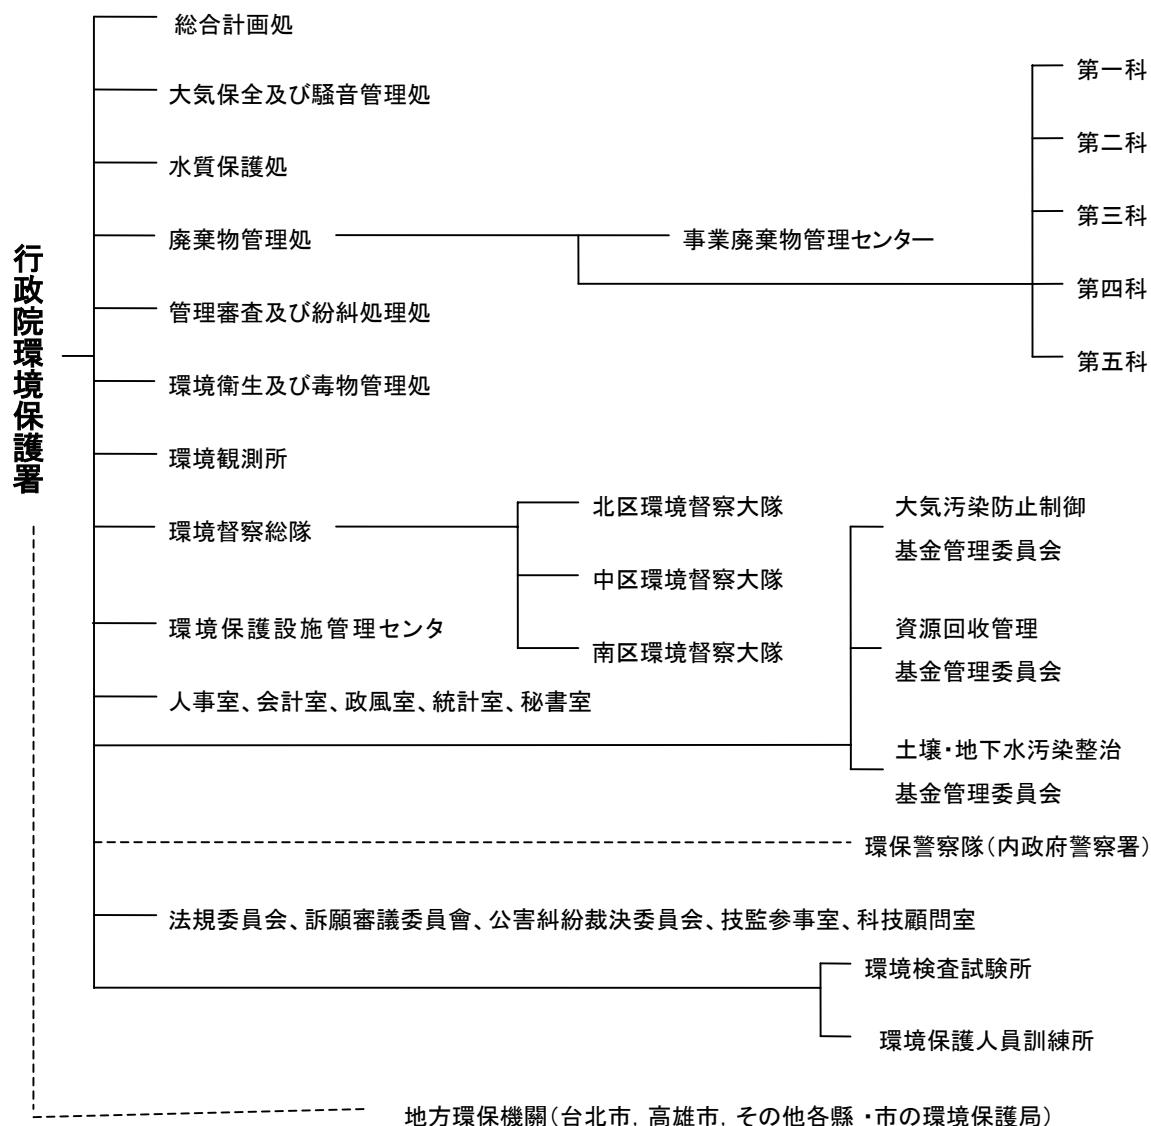 行政院環境保護署
総合計画処
大気保全及び騒音管理処
水質保護処
廃棄物管理処
事業廃棄物管理センター
第一科
第二科
第三科
第四科
第五科
管理審査及び紛糾処理処
環境衛生及び毒物管理処
環境観測所
環境督察総隊
北区環境督察大隊
中区環境督察大隊
南区環境督察大隊
環境保護設施管理センタ
人事室、会計室、政風室、統計室、秘書室
大気汚染防止制御
基金管理委員会
資源回收管理
基金管理委員会
土壌・地下水汚染整治
基金管理委員会
環保警察隊（内政府警察署）
法規委員会、訴願審議委員會、公害糾紛裁決委員会、技監参事室、科技顧問室
環境検査試験所
環境保護人員訓練所
地方環保機關（台北市, 高雄市, その他各縣・市の環境保護局）